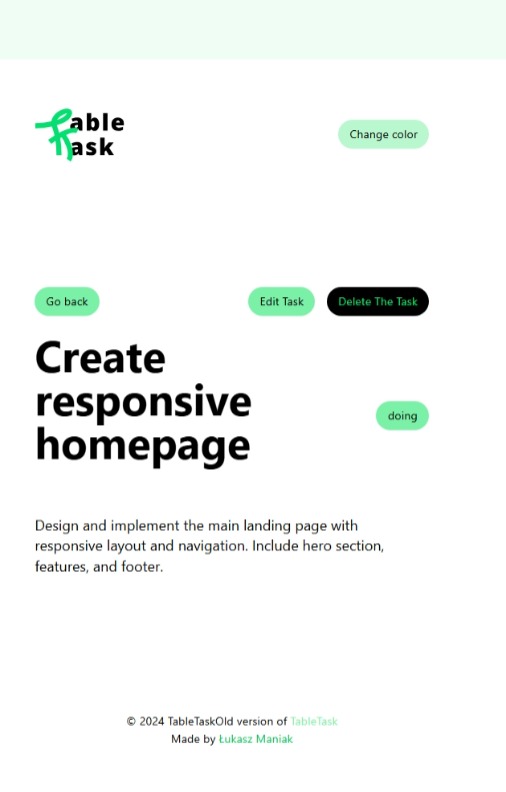 Table
Task
Change color
Go back
Edit Task
Delete The Task
Create
responsive
homepage
doing
Design and implement the main landing page with
responsive layout and navigation. Include hero section,
features, and footer.
© 2024 TableTaskOld version of TableTask
Made by Łukasz Maniak